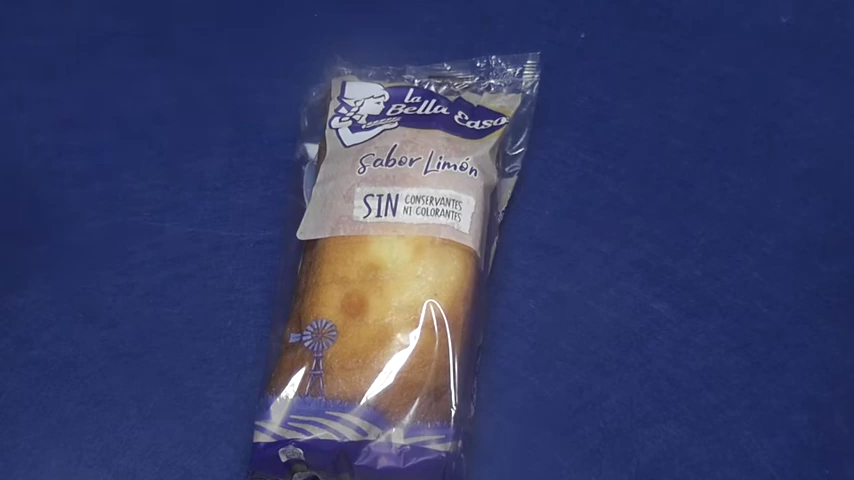 la
Bella Easo
Sabor Limón
SIN CONSERVANTES
NI COLORANTES